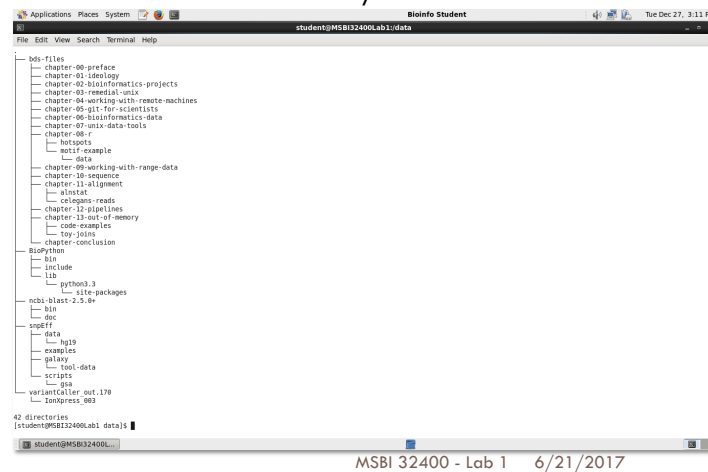 Applications Places System Bioinfo Student Tue Dec 27, 3:11
student@MSBI32400Lab1:/data
File Edit View Search Terminal Help
.
├── bds-files
│   ├── chapter-00-preface
│   ├── chapter-01-ideology
│   ├── chapter-02-bioinformatics-projects
│   ├── chapter-03-remedial-unix
│   ├── chapter-04-working-with-remote-machines
│   ├── chapter-05-git-for-scientists
│   ├── chapter-06-bioinformatics-data
│   ├── chapter-07-unix-data-tools
│   ├── chapter-08-r
│   │   ├── hotspots
│   │   └── motif-example
│   │       └── data
│   ├── chapter-09-working-with-range-data
│   ├── chapter-10-sequence
│   ├── chapter-11-alignment
│   │   ├── alnstat
│   │   └── celegans-reads
│   ├── chapter-12-pipelines
│   ├── chapter-13-out-of-memory
│   │   ├── code-examples
│   │   └── toy-joins
│   └── chapter-conclusion
├── BioPython
│   ├── bin
│   ├── include
│   └── lib
│       └── python3.3
│           └── site-packages
├── ncbi-blast-2.5.0+
│   ├── bin
│   └── doc
├── snpEff
│   ├── data
│   │   └── hg19
│   ├── examples
│   ├── galaxy
│   │   └── tool-data
│   └── scripts
│       └── gsa
└── variantCaller_out.170
    └── IonXpress_003
42 directories
[student@MSBI32400Lab1 data]$
student@MSBI32400L...
MSBI 32400 - Lab 1 6/21/2017